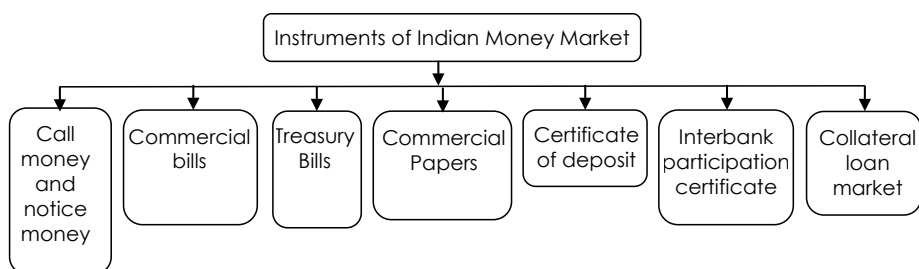 Instruments of Indian Money Market
Call
money
and
notice
money
Commercial
bills
Treasury
Bills
Commercial
Papers
Certificate
of deposit
Interbank
participation
certificate
Collateral
loan
market